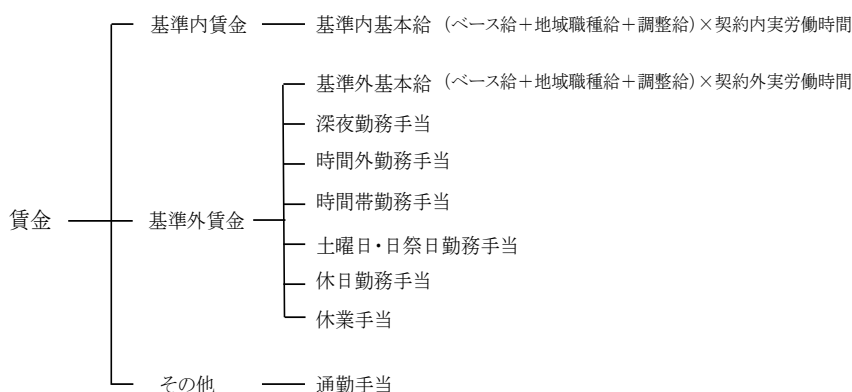 基準内賃金 基準内基本給 (ベース給＋地域職種給＋調整給)×契約内実労働時間
基準外基本給 (ベース給＋地域職種給＋調整給)×契約外実労働時間
深夜勤務手当
時間外勤務手当
時間帯勤務手当
賃金 基準外賃金
土曜日・日祭日勤務手当
休日勤務手当
休業手当
その他 通勤手当